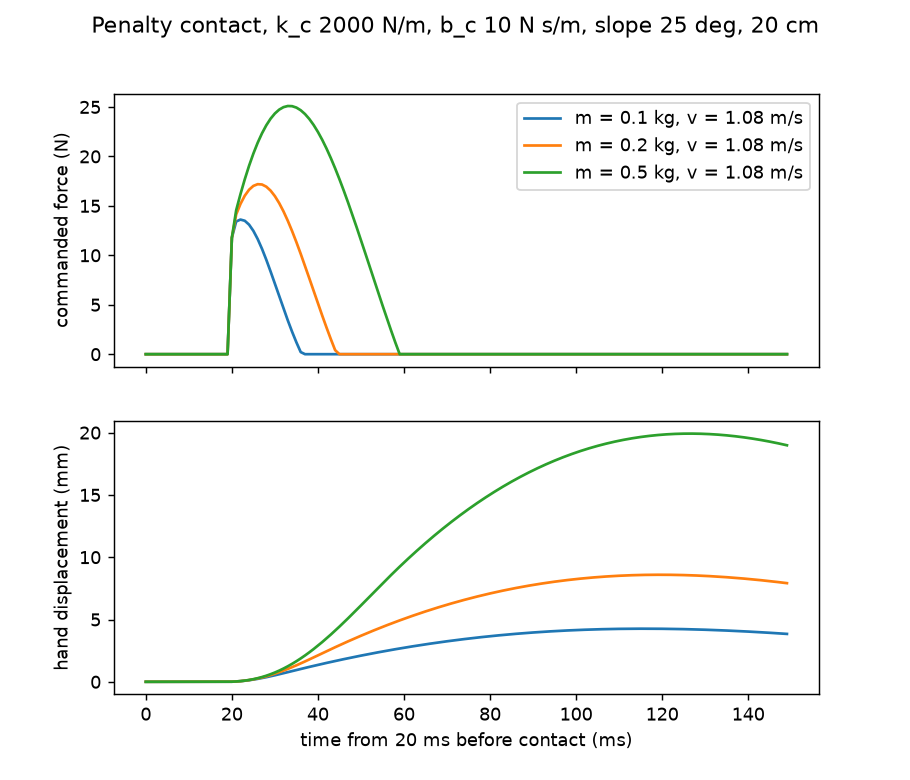 Penalty contact, k_c 2000 N/m, b_c 10 N s/m, slope 25 deg, 20 cm
commanded force (N)
25
20
15
10
5
0
m = 0.1 kg, v = 1.08 m/s
m = 0.2 kg, v = 1.08 m/s
m = 0.5 kg, v = 1.08 m/s
hand displacement (mm)
20
15
10
5
0
0 20 40 60 80 100 120 140
time from 20 ms before contact (ms)